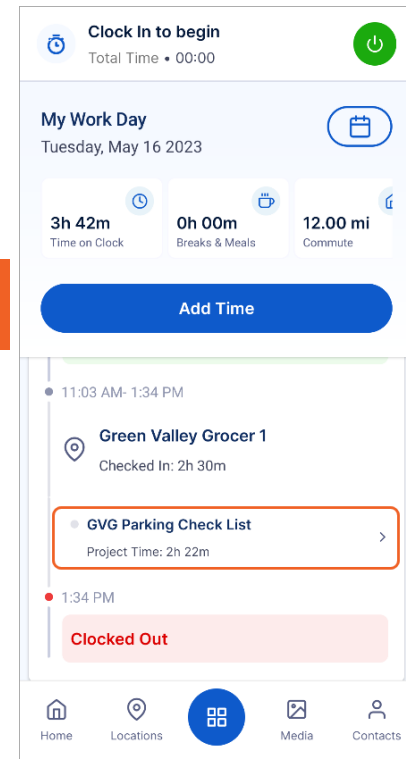 Clock In to begin
Total Time • 00:00
My Work Day
Tuesday, May 16 2023
3h 42m
Time on Clock
0h 00m
Breaks & Meals
12.00 mi
Commute
Add Time
11:03 AM- 1:34 PM
Green Valley Grocer 1
Checked In: 2h 30m
GVG Parking Check List
Project Time: 2h 22m
1:34 PM
Clocked Out
Home
Locations
Media
Contacts